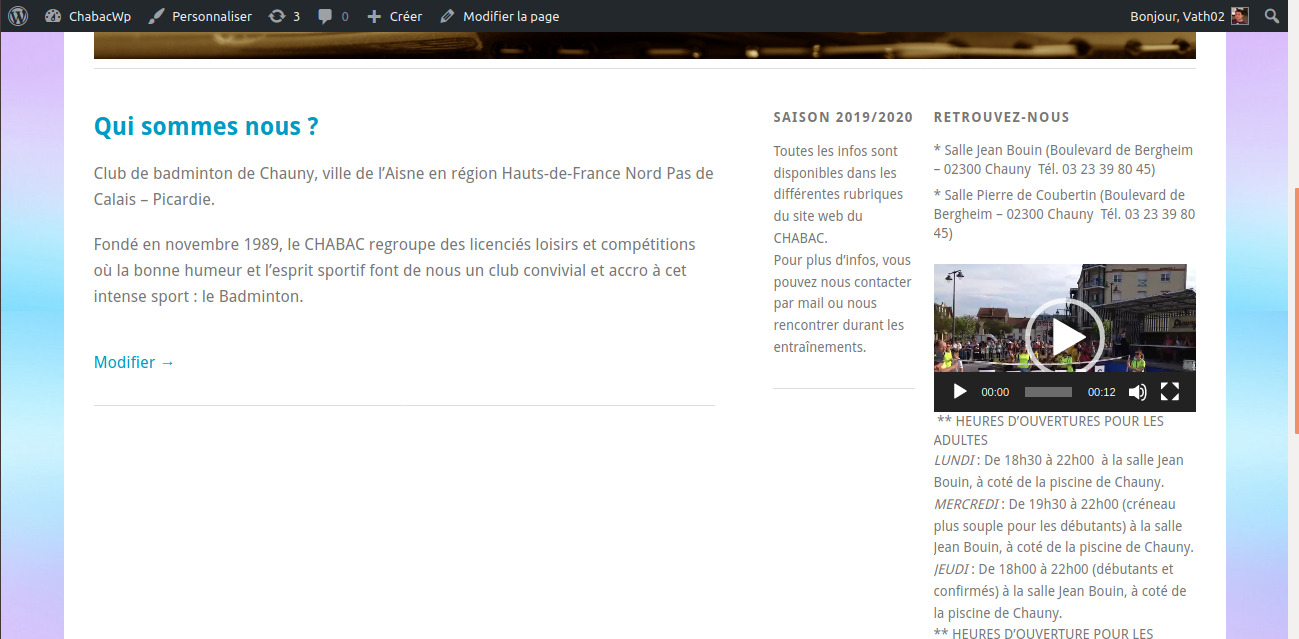 ChabacWp Personnaliser 3 0 Créer Modifier la page Bonjour, Vath02
Qui sommes nous ?
Club de badminton de Chauny, ville de l’Aisne en région Hauts-de-France Nord Pas de
Calais – Picardie.
Fondé en novembre 1989, le CHABAC regroupe des licenciés loisirs et compétitions
où la bonne humeur et l’esprit sportif font de nous un club convivial et accro à cet
intense sport : le Badminton.
Modifier →
SAISON 2019/2020
Toutes les infos sont
disponibles dans les
différentes rubriques
du site web du
CHABAC.
Pour plus d’infos, vous
pouvez nous contacter
par mail ou nous
rencontrer durant les
entraînements.
RETROUVEZ-NOUS
* Salle Jean Bouin (Boulevard de Bergheim
– 02300 Chauny Tél. 03 23 39 80 45)
* Salle Pierre de Coubertin (Boulevard de
Bergheim – 02300 Chauny Tél. 03 23 39 80
45)
00:00 00:12
** HEURES D’OUVERTURES POUR LES
ADULTES
LUNDI : De 18h30 à 22h00 à la salle Jean
Bouin, à coté de la piscine de Chauny.
MERCREDI : De 19h30 à 22h00 (créneau
plus souple pour les débutants) à la salle
Jean Bouin, à coté de la piscine de Chauny.
JEUDI : De 18h00 à 22h00 (débutants et
confirmés) à la salle Jean Bouin, à coté de
la piscine de Chauny.
** HEURES D’OUVERTURE POUR LES